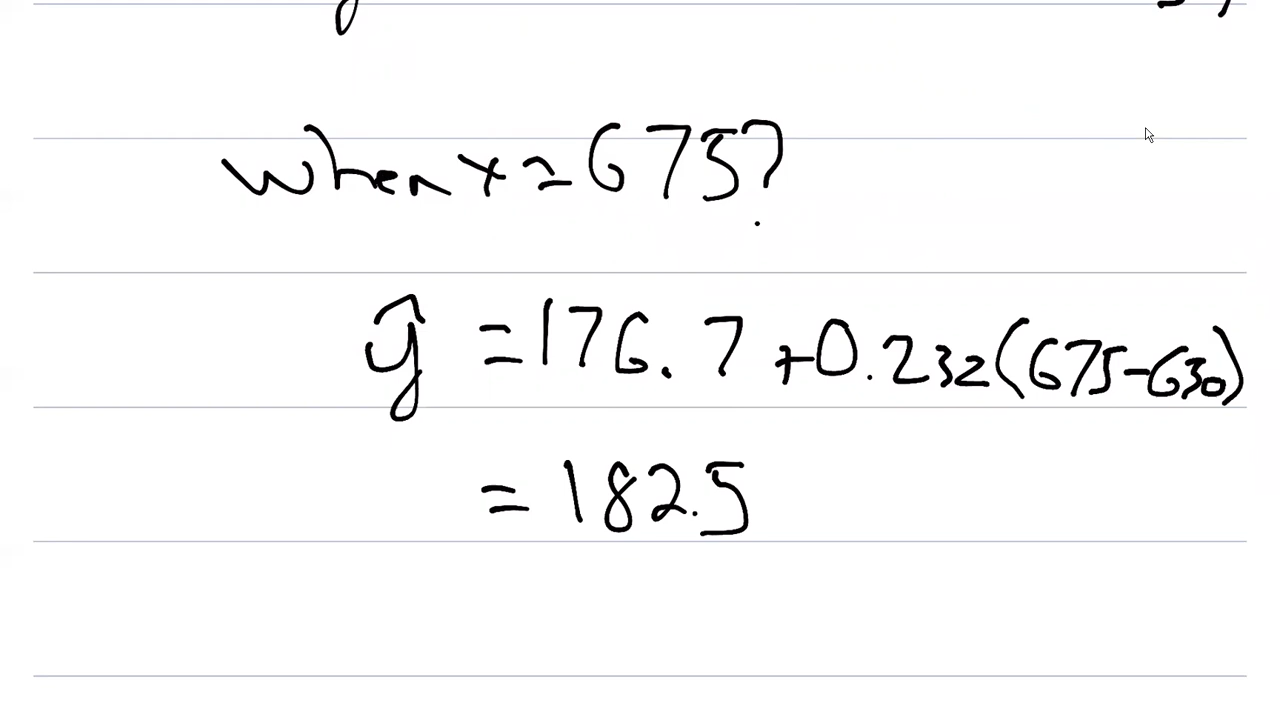 when x = 675?
ŷ = 176.7 + 0.232(675-630)
= 182.5